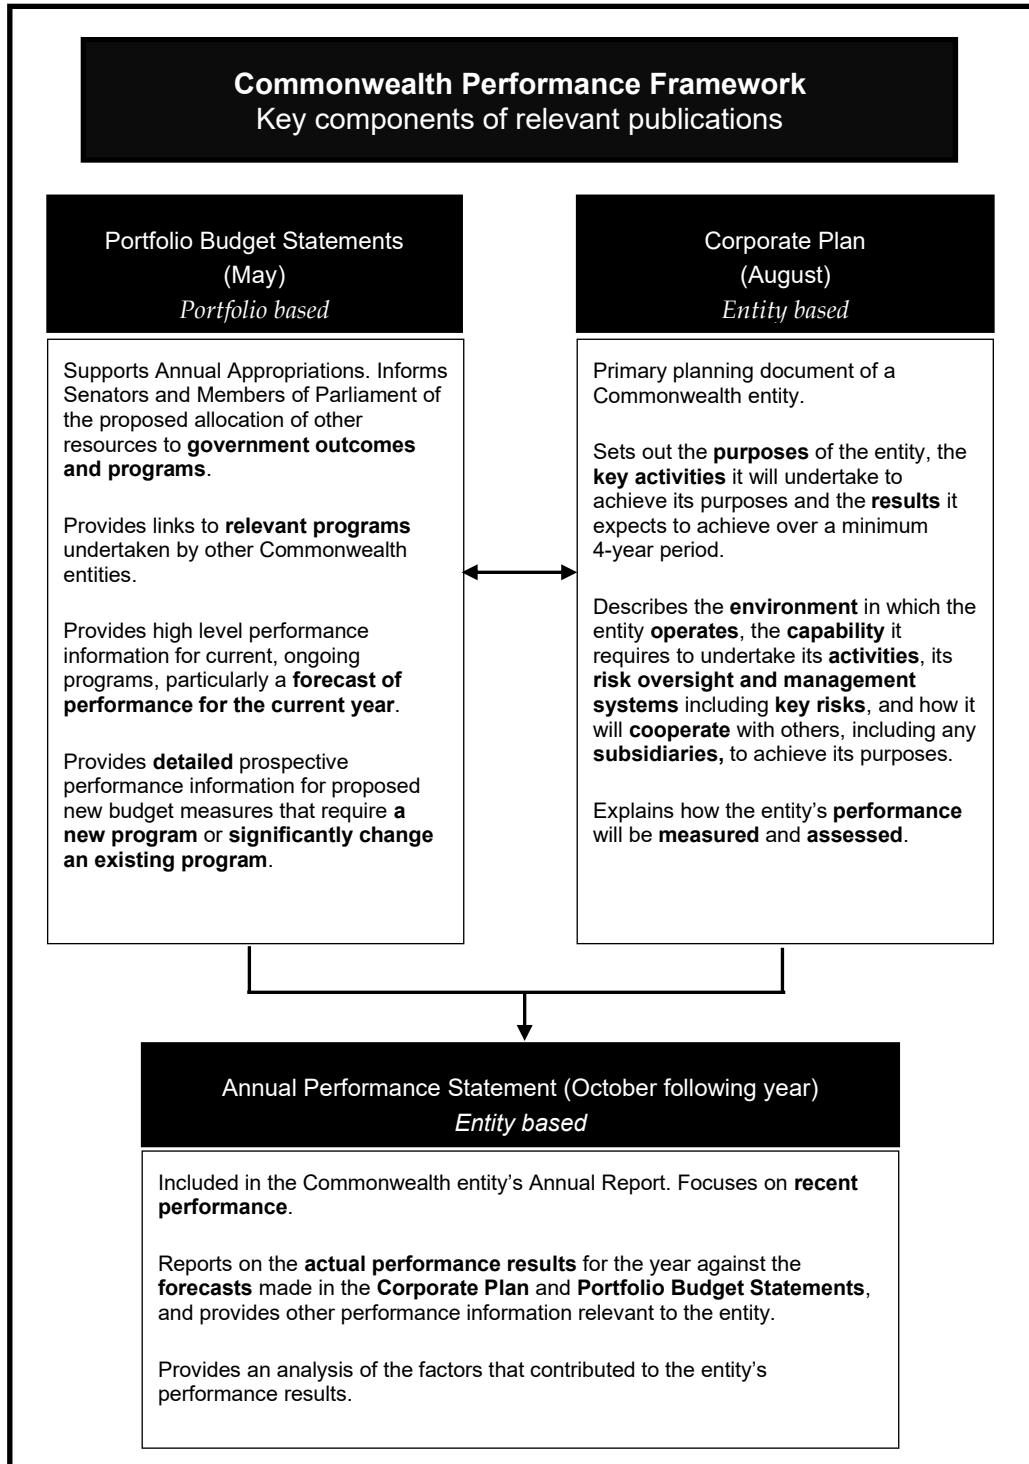 Commonwealth Performance Framework
Key components of relevant publications
Portfolio Budget Statements
(May)
Portfolio based
Supports Annual Appropriations. Informs
Senators and Members of Parliament of
the proposed allocation of other
resources to government outcomes
and programs.
Provides links to relevant programs
undertaken by other Commonwealth
entities.
Provides high level performance
information for current, ongoing
programs, particularly a forecast of
performance for the current year.
Provides detailed prospective
performance information for proposed
new budget measures that require a
new program or significantly change
an existing program.
Corporate Plan
(August)
Entity based
Primary planning document of a
Commonwealth entity.
Sets out the purposes of the entity, the
key activities it will undertake to
achieve its purposes and the results it
expects to achieve over a minimum
4-year period.
Describes the environment in which the
entity operates, the capability it
requires to undertake its activities, its
risk oversight and management
systems including key risks, and how it
will cooperate with others, including any
subsidiaries, to achieve its purposes.
Explains how the entity’s performance
will be measured and assessed.
Annual Performance Statement (October following year)
Entity based
Included in the Commonwealth entity’s Annual Report. Focuses on recent
performance.
Reports on the actual performance results for the year against the
forecasts made in the Corporate Plan and Portfolio Budget Statements,
and provides other performance information relevant to the entity.
Provides an analysis of the factors that contributed to the entity’s
performance results.